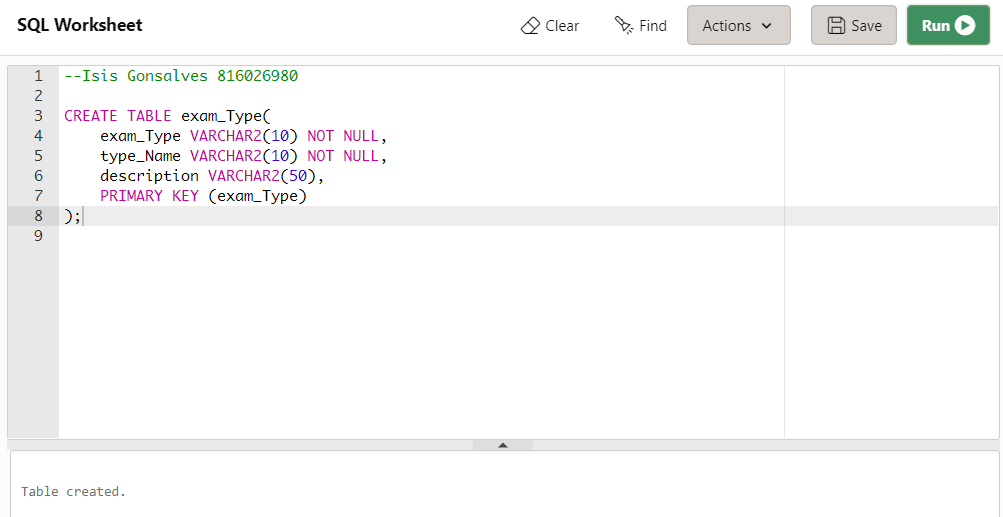 SQL Worksheet Clear Find Actions Save Run
1 --Isis Gonsalves 816026980
2
3 CREATE TABLE exam_Type(
4     exam_Type VARCHAR2(10) NOT NULL,
5     type_Name VARCHAR2(10) NOT NULL,
6     description VARCHAR2(50),
7     PRIMARY KEY (exam_Type)
8 );
9
Table created.